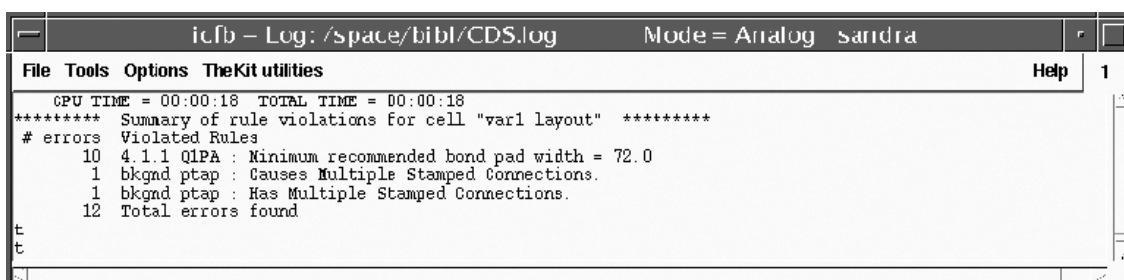 icfb – Log: /space/bibl/CDS.log Mode = Analog sandra
File Tools Options TheKit utilities Help 1
CPU TIME = 00:00:18 TOTAL TIME = 00:00:18
********* Summary of rule violations for cell "var1 layout" *********
# errors Violated Rules
10 4.1.1 Q1PA : Minimum recommended bond pad width = 72.0
1 bkgnd ptap : Causes Multiple Stamped Connections.
1 bkgnd ptap : Has Multiple Stamped Connections.
12 Total errors found
t
t